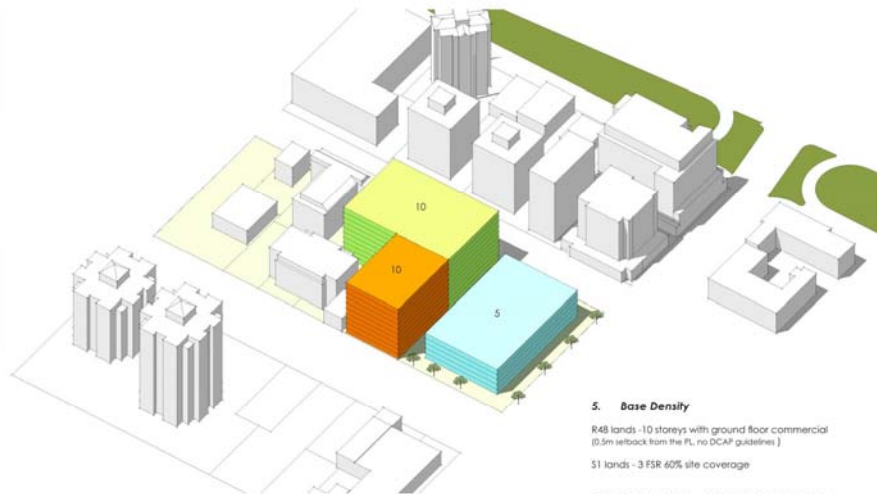 10
10
5
5. Base Density
R48 lands -10 storeys with ground floor commercial
(0.5m setback from the PL, no DCAP guidelines )
S1 lands - 3 FSR 60% site coverage